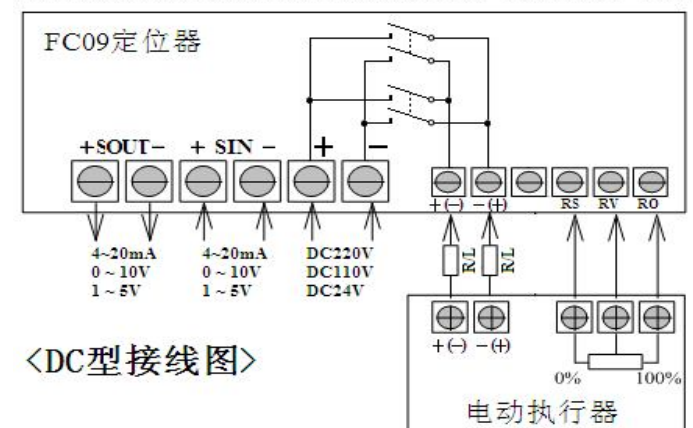 FC09定位器
+SOUT- + SIN - + -
+(-) -(+) RS RV RO
4~20mA 4~20mA DC220V
0~10V 0~10V DC110V
1~5V 1~5V DC24V
R/L R/L
+(-) -(+)
0% 100%
<DC型接线图>
电动执行器